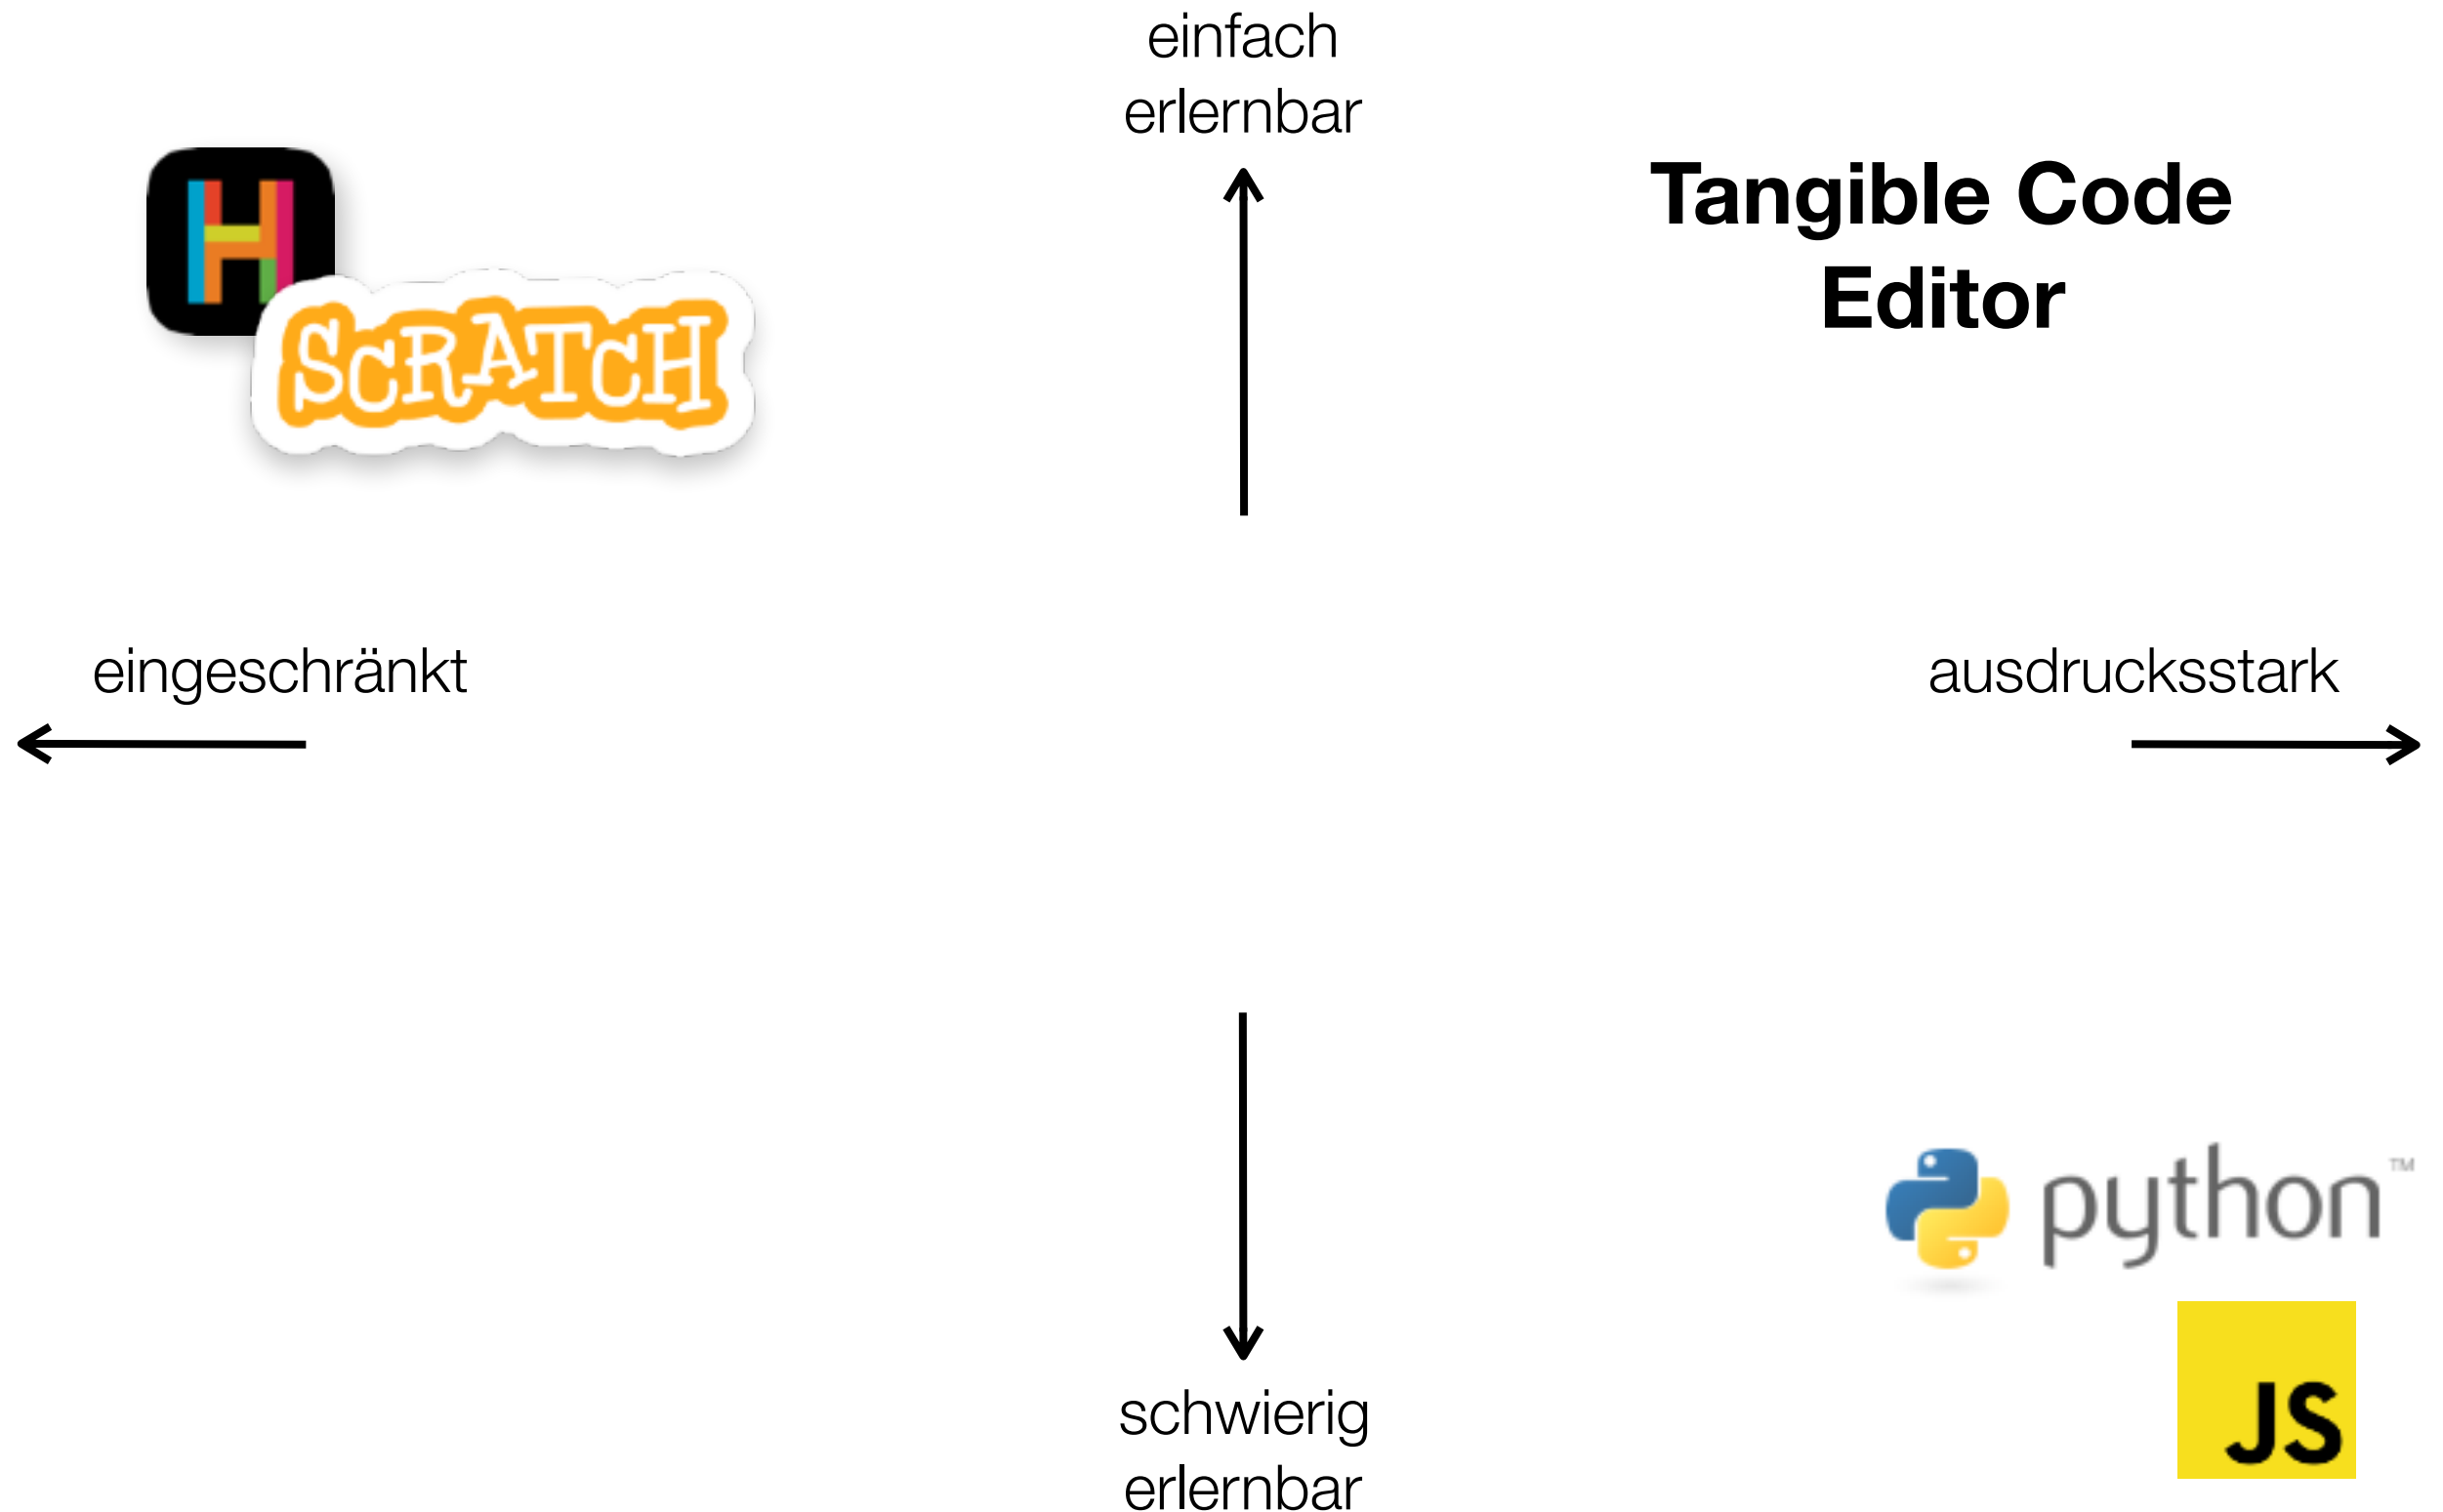 einfach
erlernbar
Tangible Code
Editor
H
SCRATCH
eingeschränkt
ausdrucksstark
python™
JS
schwierig
erlernbar